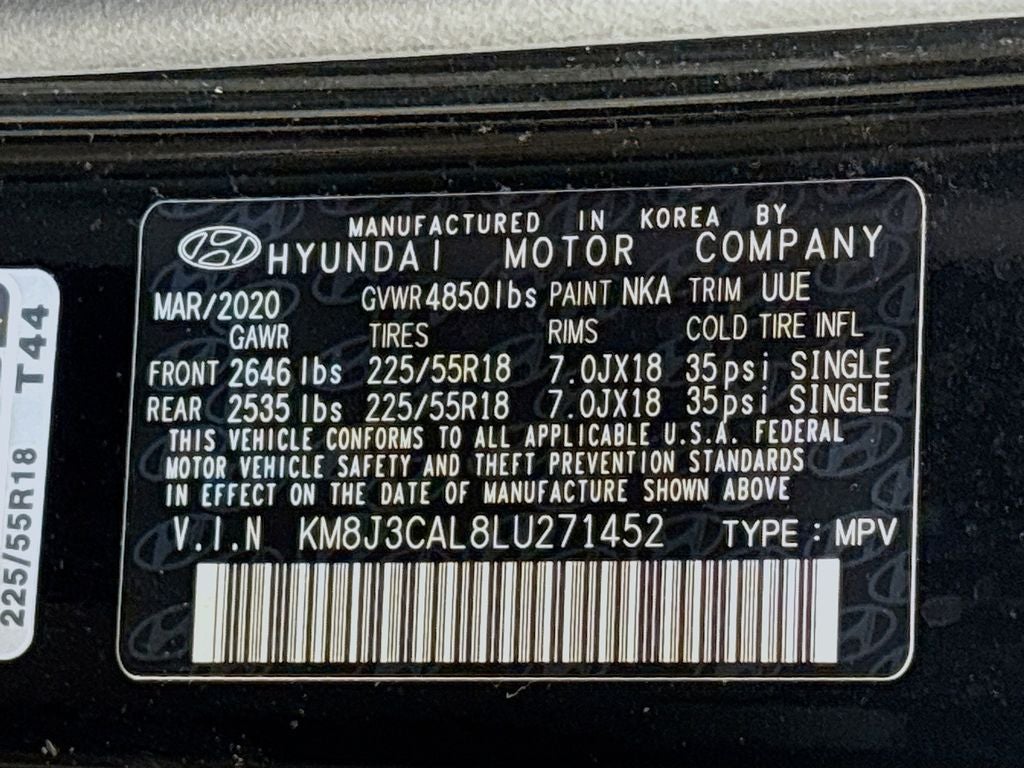 MANUFACTURED IN KOREA BY
HYUNDAI MOTOR COMPANY
MAR/2020 GVWR 4850lbs PAINT NKA TRIM UUE
GAWR TIRES RIMS COLD TIRE INFL
FRONT 2646 lbs 225/55R18 7.0JX18 35psi SINGLE
REAR 2535 lbs 225/55R18 7.0JX18 35psi SINGLE
THIS VEHICLE CONFORMS TO ALL APPLICABLE U.S.A. FEDERAL
MOTOR VEHICLE SAFETY AND THEFT PREVENTION STANDARDS
IN EFFECT ON THE DATE OF MANUFACTURE SHOWN ABOVE
V.I.N KM8J3CAL8LU271452 TYPE : MPV
225/55R18 T44